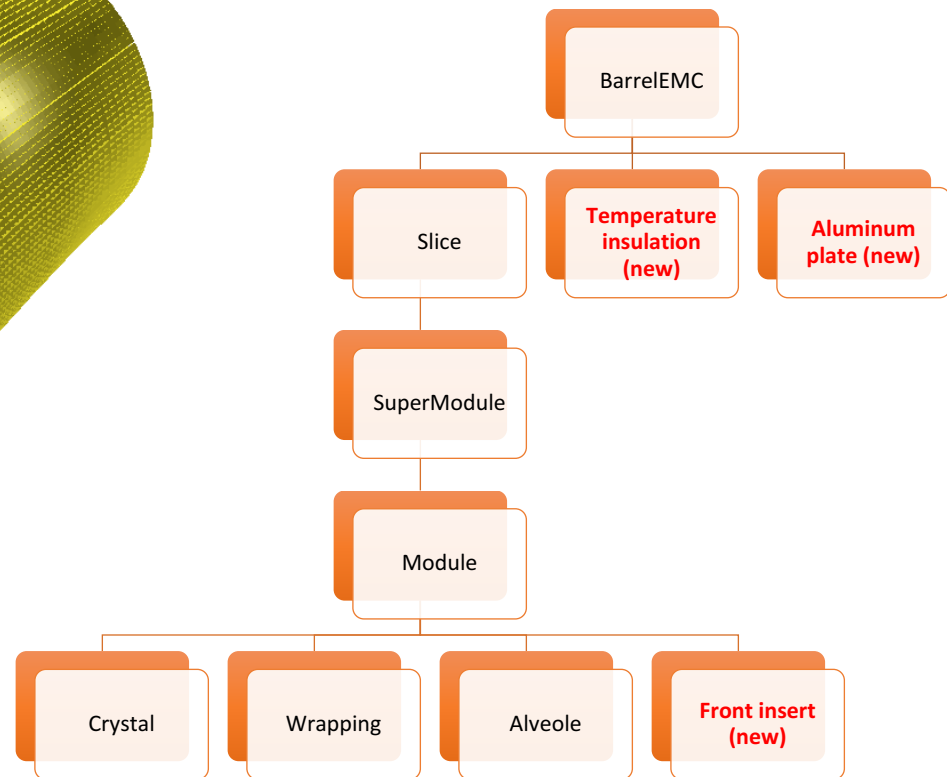 BarrelEMC
Slice
Temperature
insulation
(new)
Aluminum
plate (new)
SuperModule
Module
Crystal
Wrapping
Alveole
Front insert
(new)